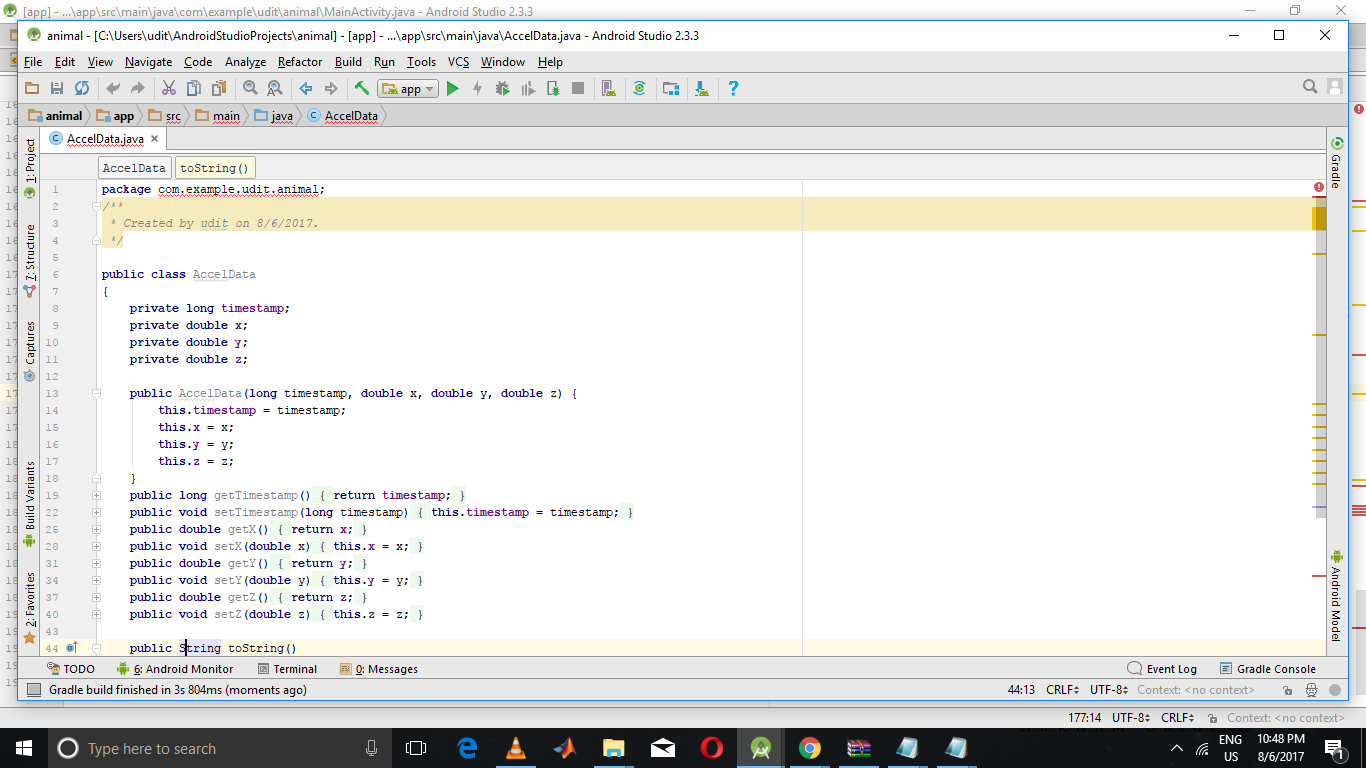 [app] - ...\app\src\main\java\com\example\udit\animal\MainActivity.java - Android Studio 2.3.3
animal - [C:\Users\udit\AndroidStudioProjects\animal] - [app] - ...\app\src\main\java\AccelData.java - Android Studio 2.3.3
File Edit View Navigate Code Analyze Refactor Build Run Tools VCS Window Help
app
animal app src main java AccelData
AccelData.java
AccelData toString()
1 package com.example.udit.animal;
2 /**
3 * Created by udit on 8/6/2017.
4 */
5
6 public class AccelData
7 {
8 private long timestamp;
9 private double x;
10 private double y;
11 private double z;
12
13 public AccelData(long timestamp, double x, double y, double z) {
14 this.timestamp = timestamp;
15 this.x = x;
16 this.y = y;
17 this.z = z;
18 }
19 public long getTimestamp() { return timestamp; }
22 public void setTimestamp(long timestamp) { this.timestamp = timestamp; }
25 public double getX() { return x; }
28 public void setX(double x) { this.x = x; }
31 public double getY() { return y; }
34 public void setY(double y) { this.y = y; }
37 public double getZ() { return z; }
40 public void setZ(double z) { this.z = z; }
43
44 public String toString()
1: Project
7: Structure
Captures
Build Variants
2: Favorites
Gradle
Android Model
TODO 6: Android Monitor Terminal 0: Messages Event Log Gradle Console
Gradle build finished in 3s 804ms (moments ago) 44:13 CRLF UTF-8 Context: <no context>
177:14 UTF-8 CRLF Context: <no context>
Type here to search
ENG 10:48 PM
US 8/6/2017
1